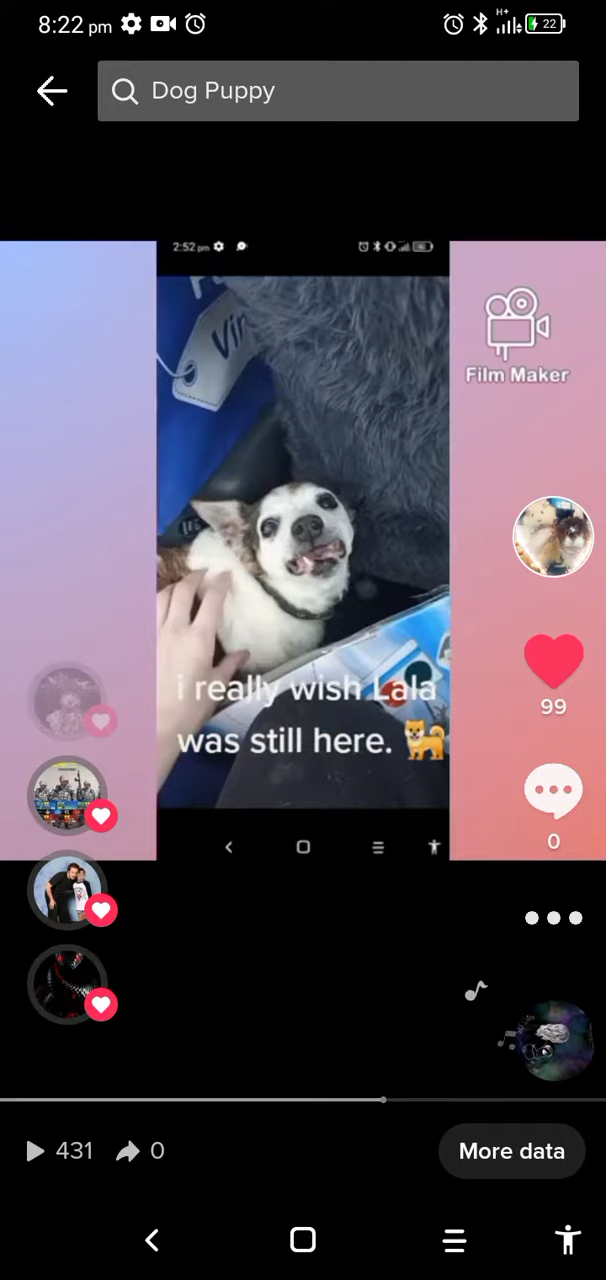 8:22 pm
H+
22
Dog Puppy
2:52 pm
Vir
Film Maker
i really wish Lala
was still here.
99
0
431
0
More data